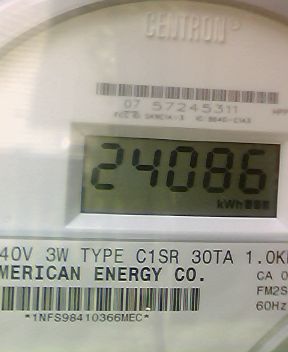 CENTRON®
07 57245311
24086
kWh
40V 3W TYPE C1SR 30TA 1.0K
MERICAN ENERGY CO.
CA 0
FM2S
60Hz
*1NFS98410366MEC*